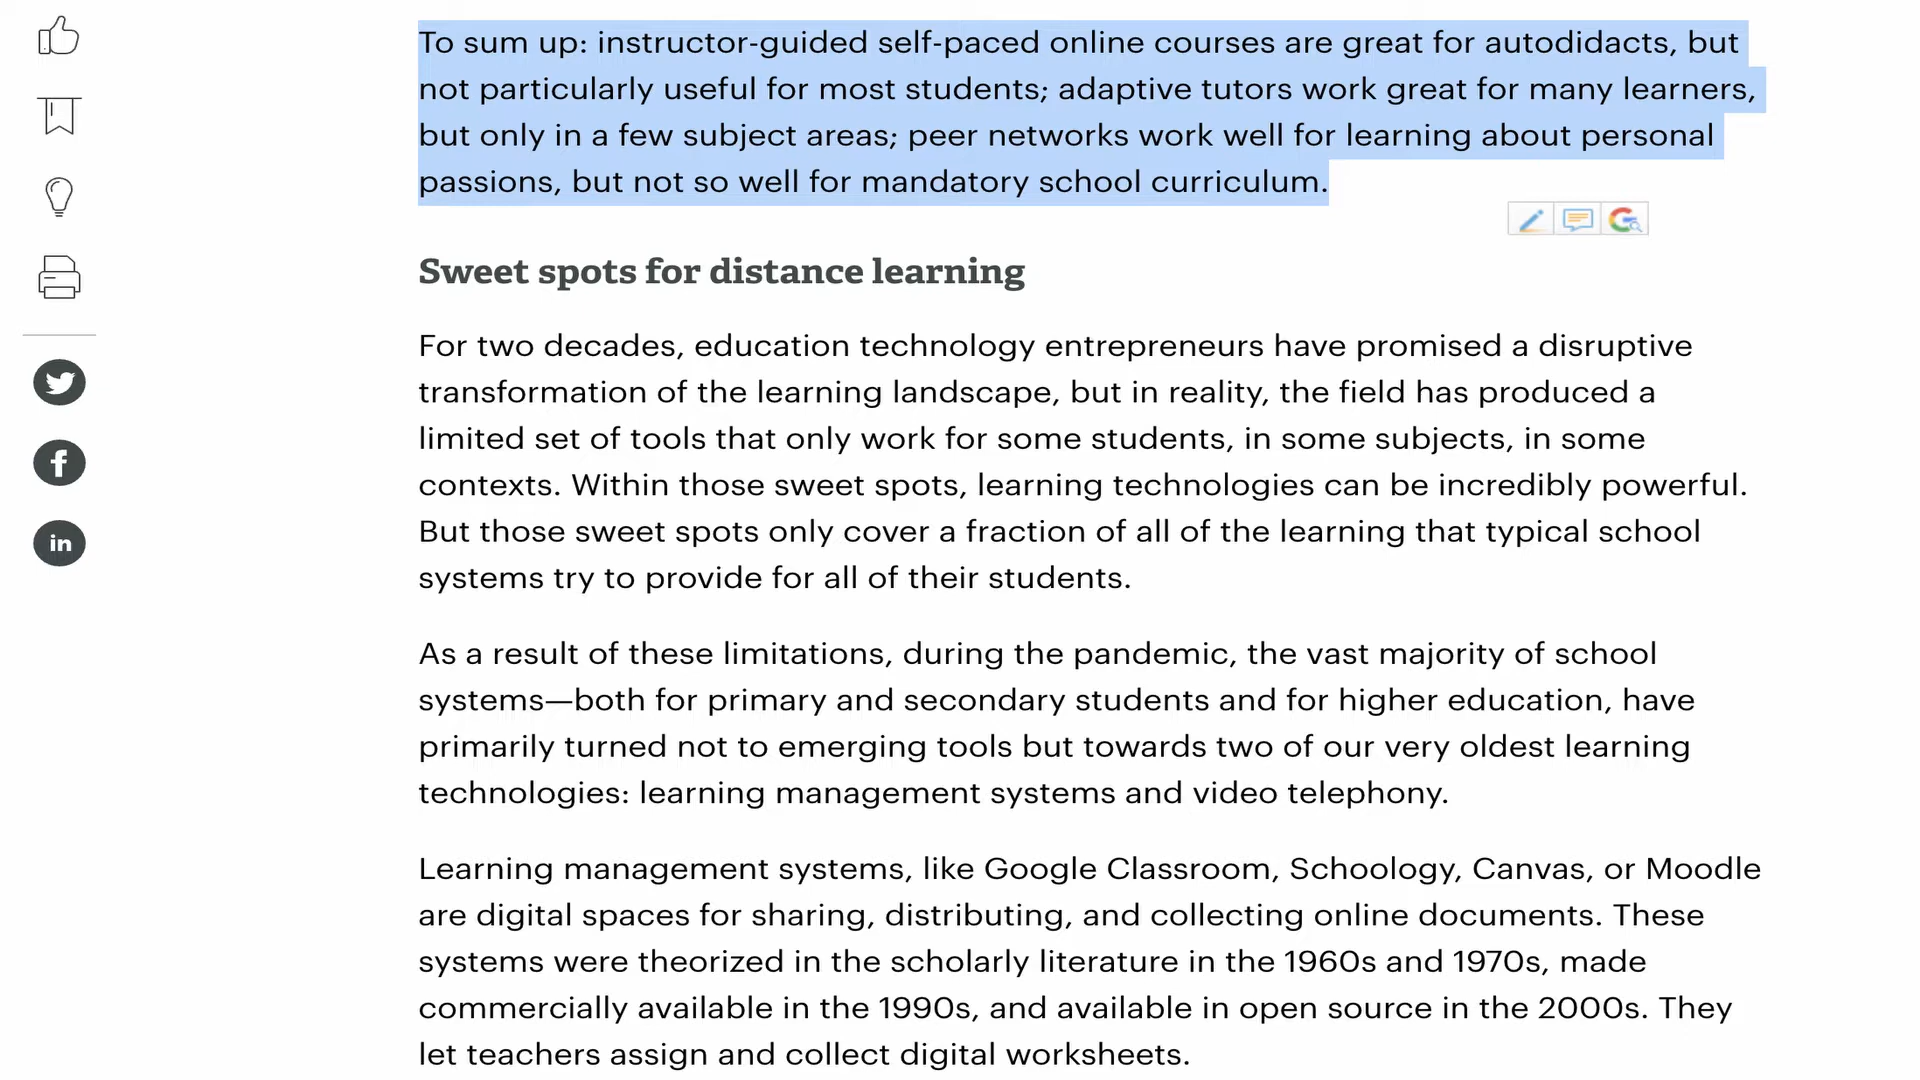 To sum up: instructor-guided self-paced online courses are great for autodidacts, but
not particularly useful for most students; adaptive tutors work great for many learners,
but only in a few subject areas; peer networks work well for learning about personal
passions, but not so well for mandatory school curriculum.
Sweet spots for distance learning
For two decades, education technology entrepreneurs have promised a disruptive
transformation of the learning landscape, but in reality, the field has produced a
limited set of tools that only work for some students, in some subjects, in some
contexts. Within those sweet spots, learning technologies can be incredibly powerful.
But those sweet spots only cover a fraction of all of the learning that typical school
systems try to provide for all of their students.
As a result of these limitations, during the pandemic, the vast majority of school
systems—both for primary and secondary students and for higher education, have
primarily turned not to emerging tools but towards two of our very oldest learning
technologies: learning management systems and video telephony.
Learning management systems, like Google Classroom, Schoology, Canvas, or Moodle
are digital spaces for sharing, distributing, and collecting online documents. These
systems were theorized in the scholarly literature in the 1960s and 1970s, made
commercially available in the 1990s, and available in open source in the 2000s. They
let teachers assign and collect digital worksheets.